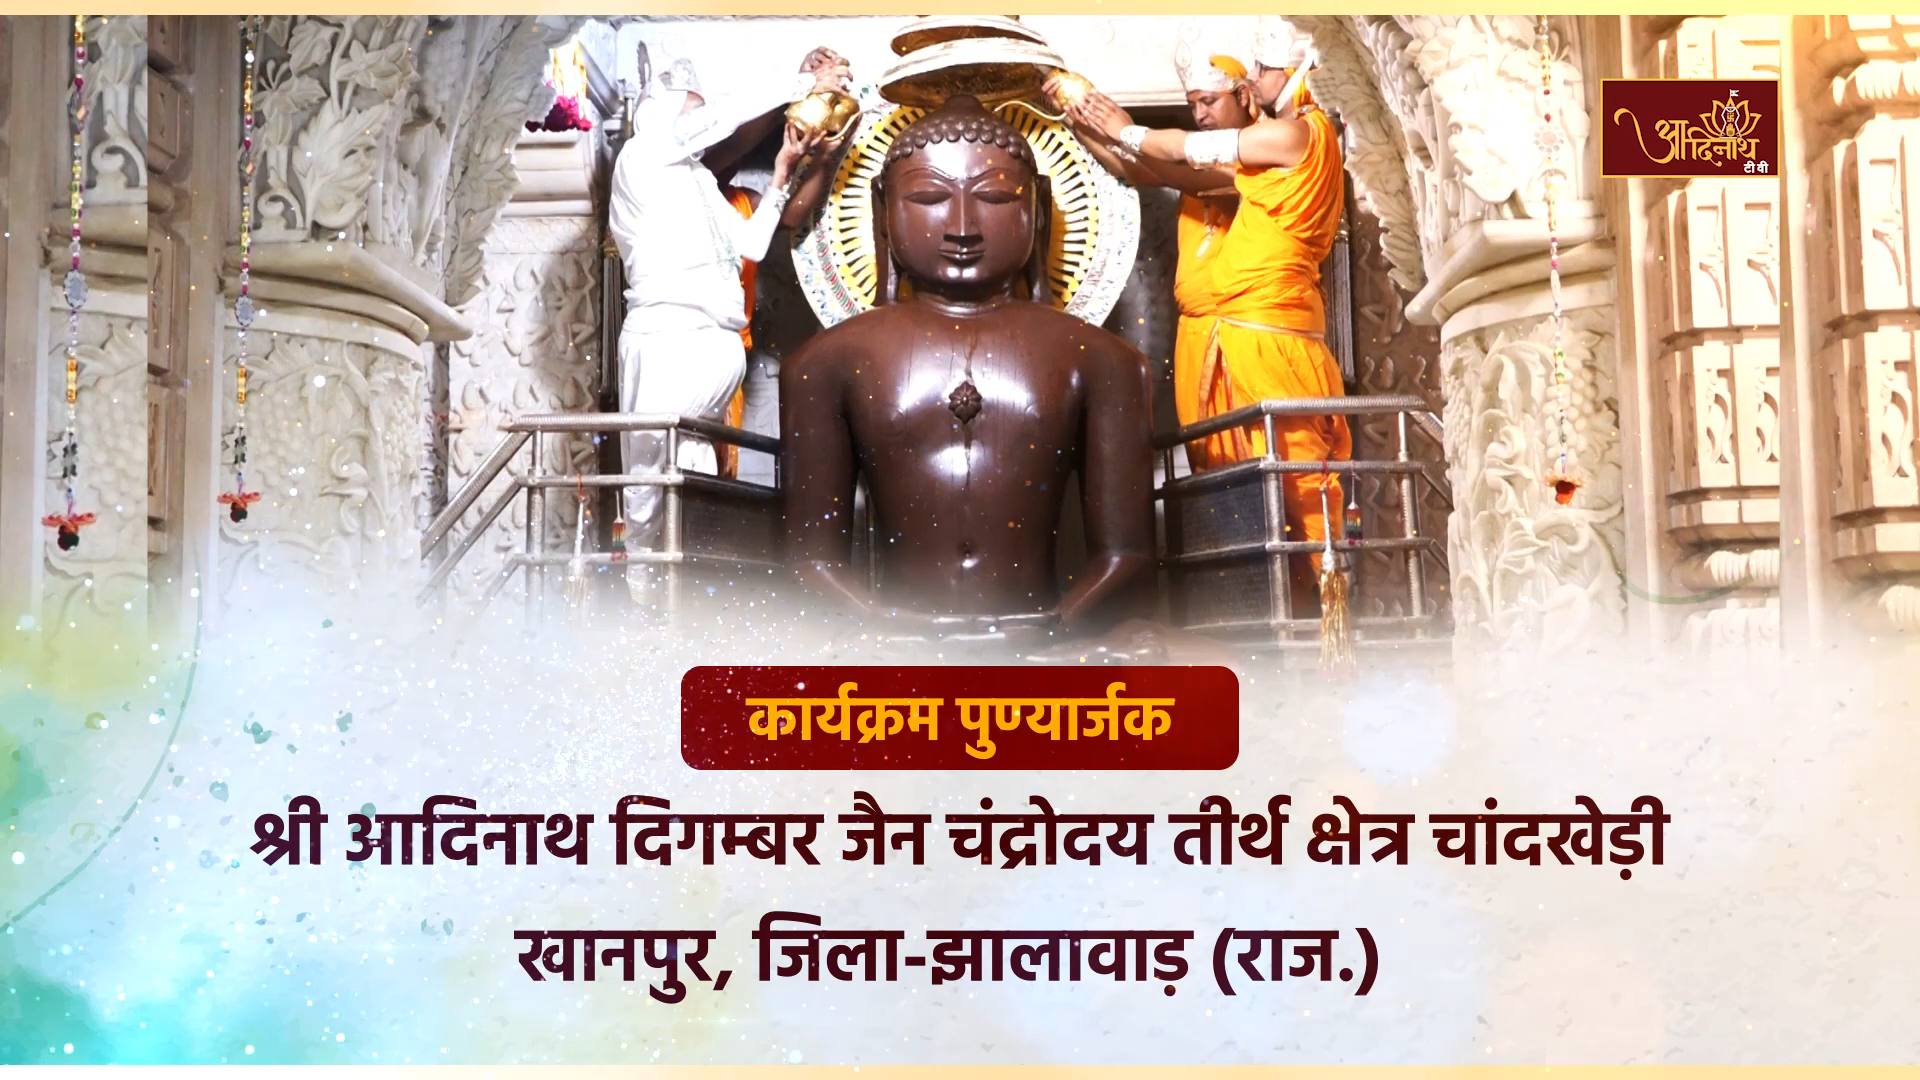 आदिनाथ
टी वी
कार्यक्रम पुण्यार्जक
श्री आदिनाथ दिगम्बर जैन चंद्रोदय तीर्थ क्षेत्र चांदखेड़ी
खानपुर, जिला-झालावाड़ (राज.)